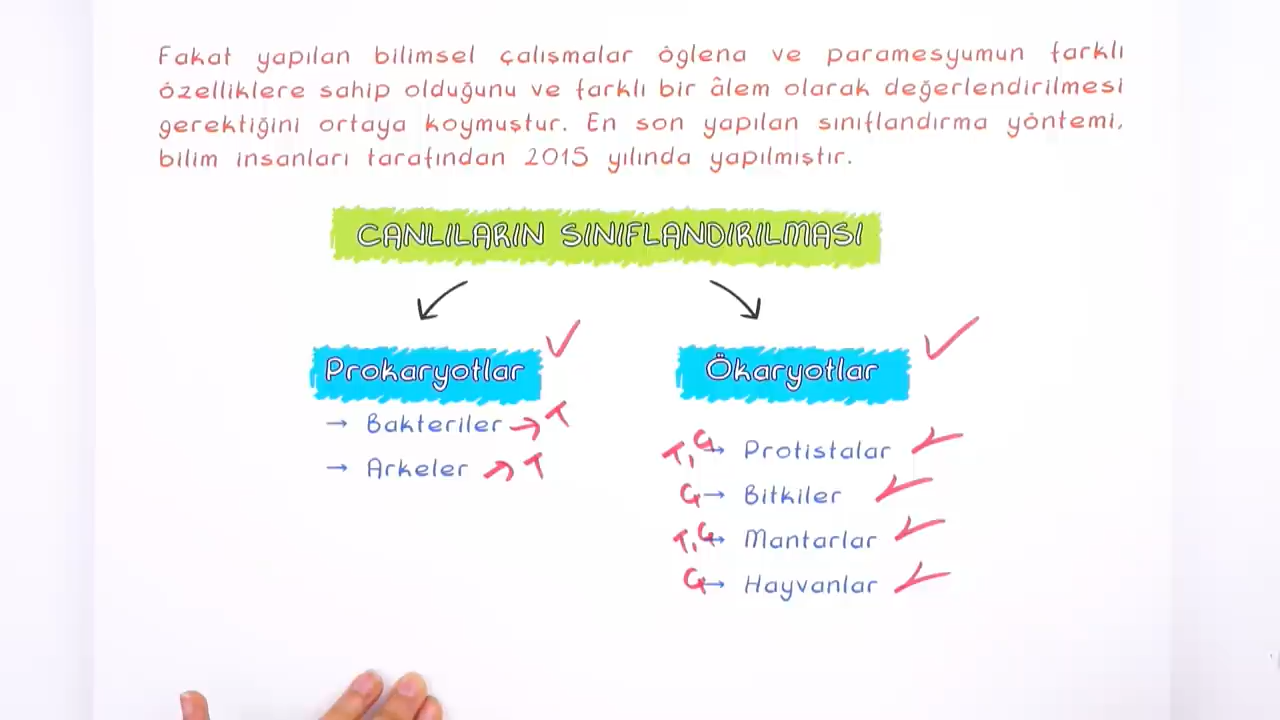 Fakat yapılan bilimsel çalışmalar öglena ve paramesyumun farklı
özelliklere sahip olduğunu ve farklı bir âlem olarak değerlendirilmesi
gerektiğini ortaya koymuştur. En son yapılan sınıflandırma yöntemi,
bilim insanları tarafından 2015 yılında yapılmıştır.
CANLILARIN SINIFLANDIRILMASI
Prokaryotlar
→ Bakteriler → T
→ Arkeler → T
Ökaryotlar
T, Ç → Protistalar
Ç → Bitkiler
T, Ç → Mantarlar
Ç → Hayvanlar